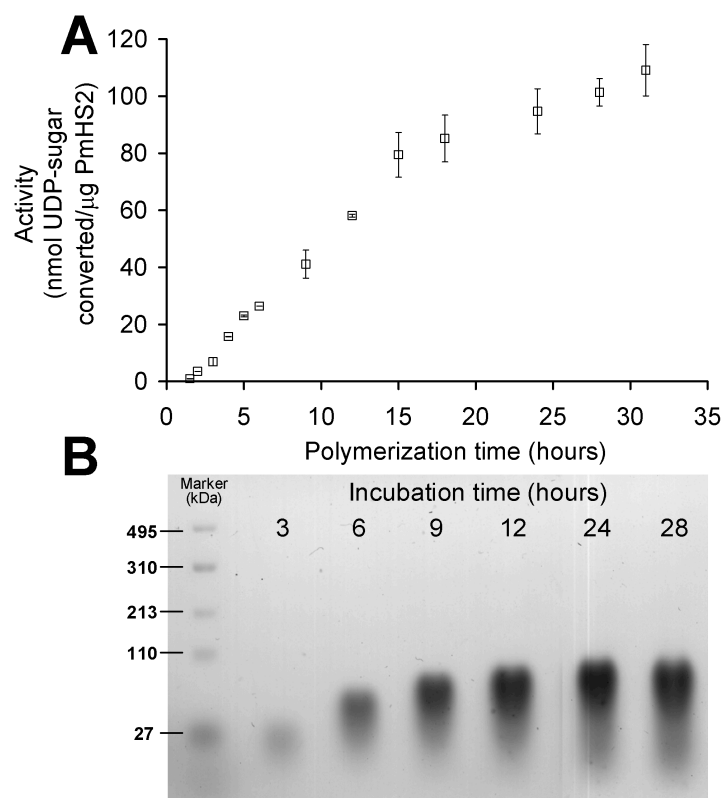 A
120
100
80
60
40
20
0
Activity
(nmol UDP-sugar
converted/μg PmHS2)
0 5 10 15 20 25 30 35
Polymerization time (hours)
B
Marker
(kDa)
Incubation time (hours)
3 6 9 12 24 28
495
310
213
110
27